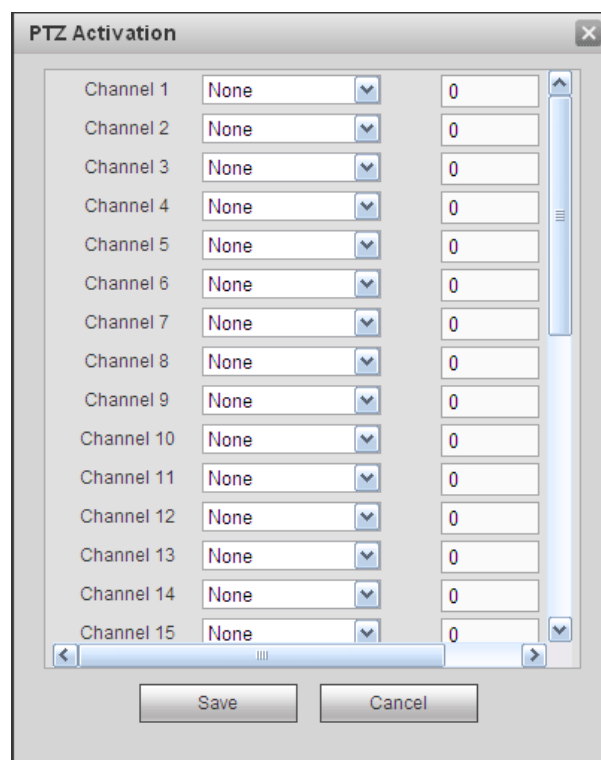 PTZ Activation
Channel 1 None 0
Channel 2 None 0
Channel 3 None 0
Channel 4 None 0
Channel 5 None 0
Channel 6 None 0
Channel 7 None 0
Channel 8 None 0
Channel 9 None 0
Channel 10 None 0
Channel 11 None 0
Channel 12 None 0
Channel 13 None 0
Channel 14 None 0
Channel 15 None 0
Save Cancel